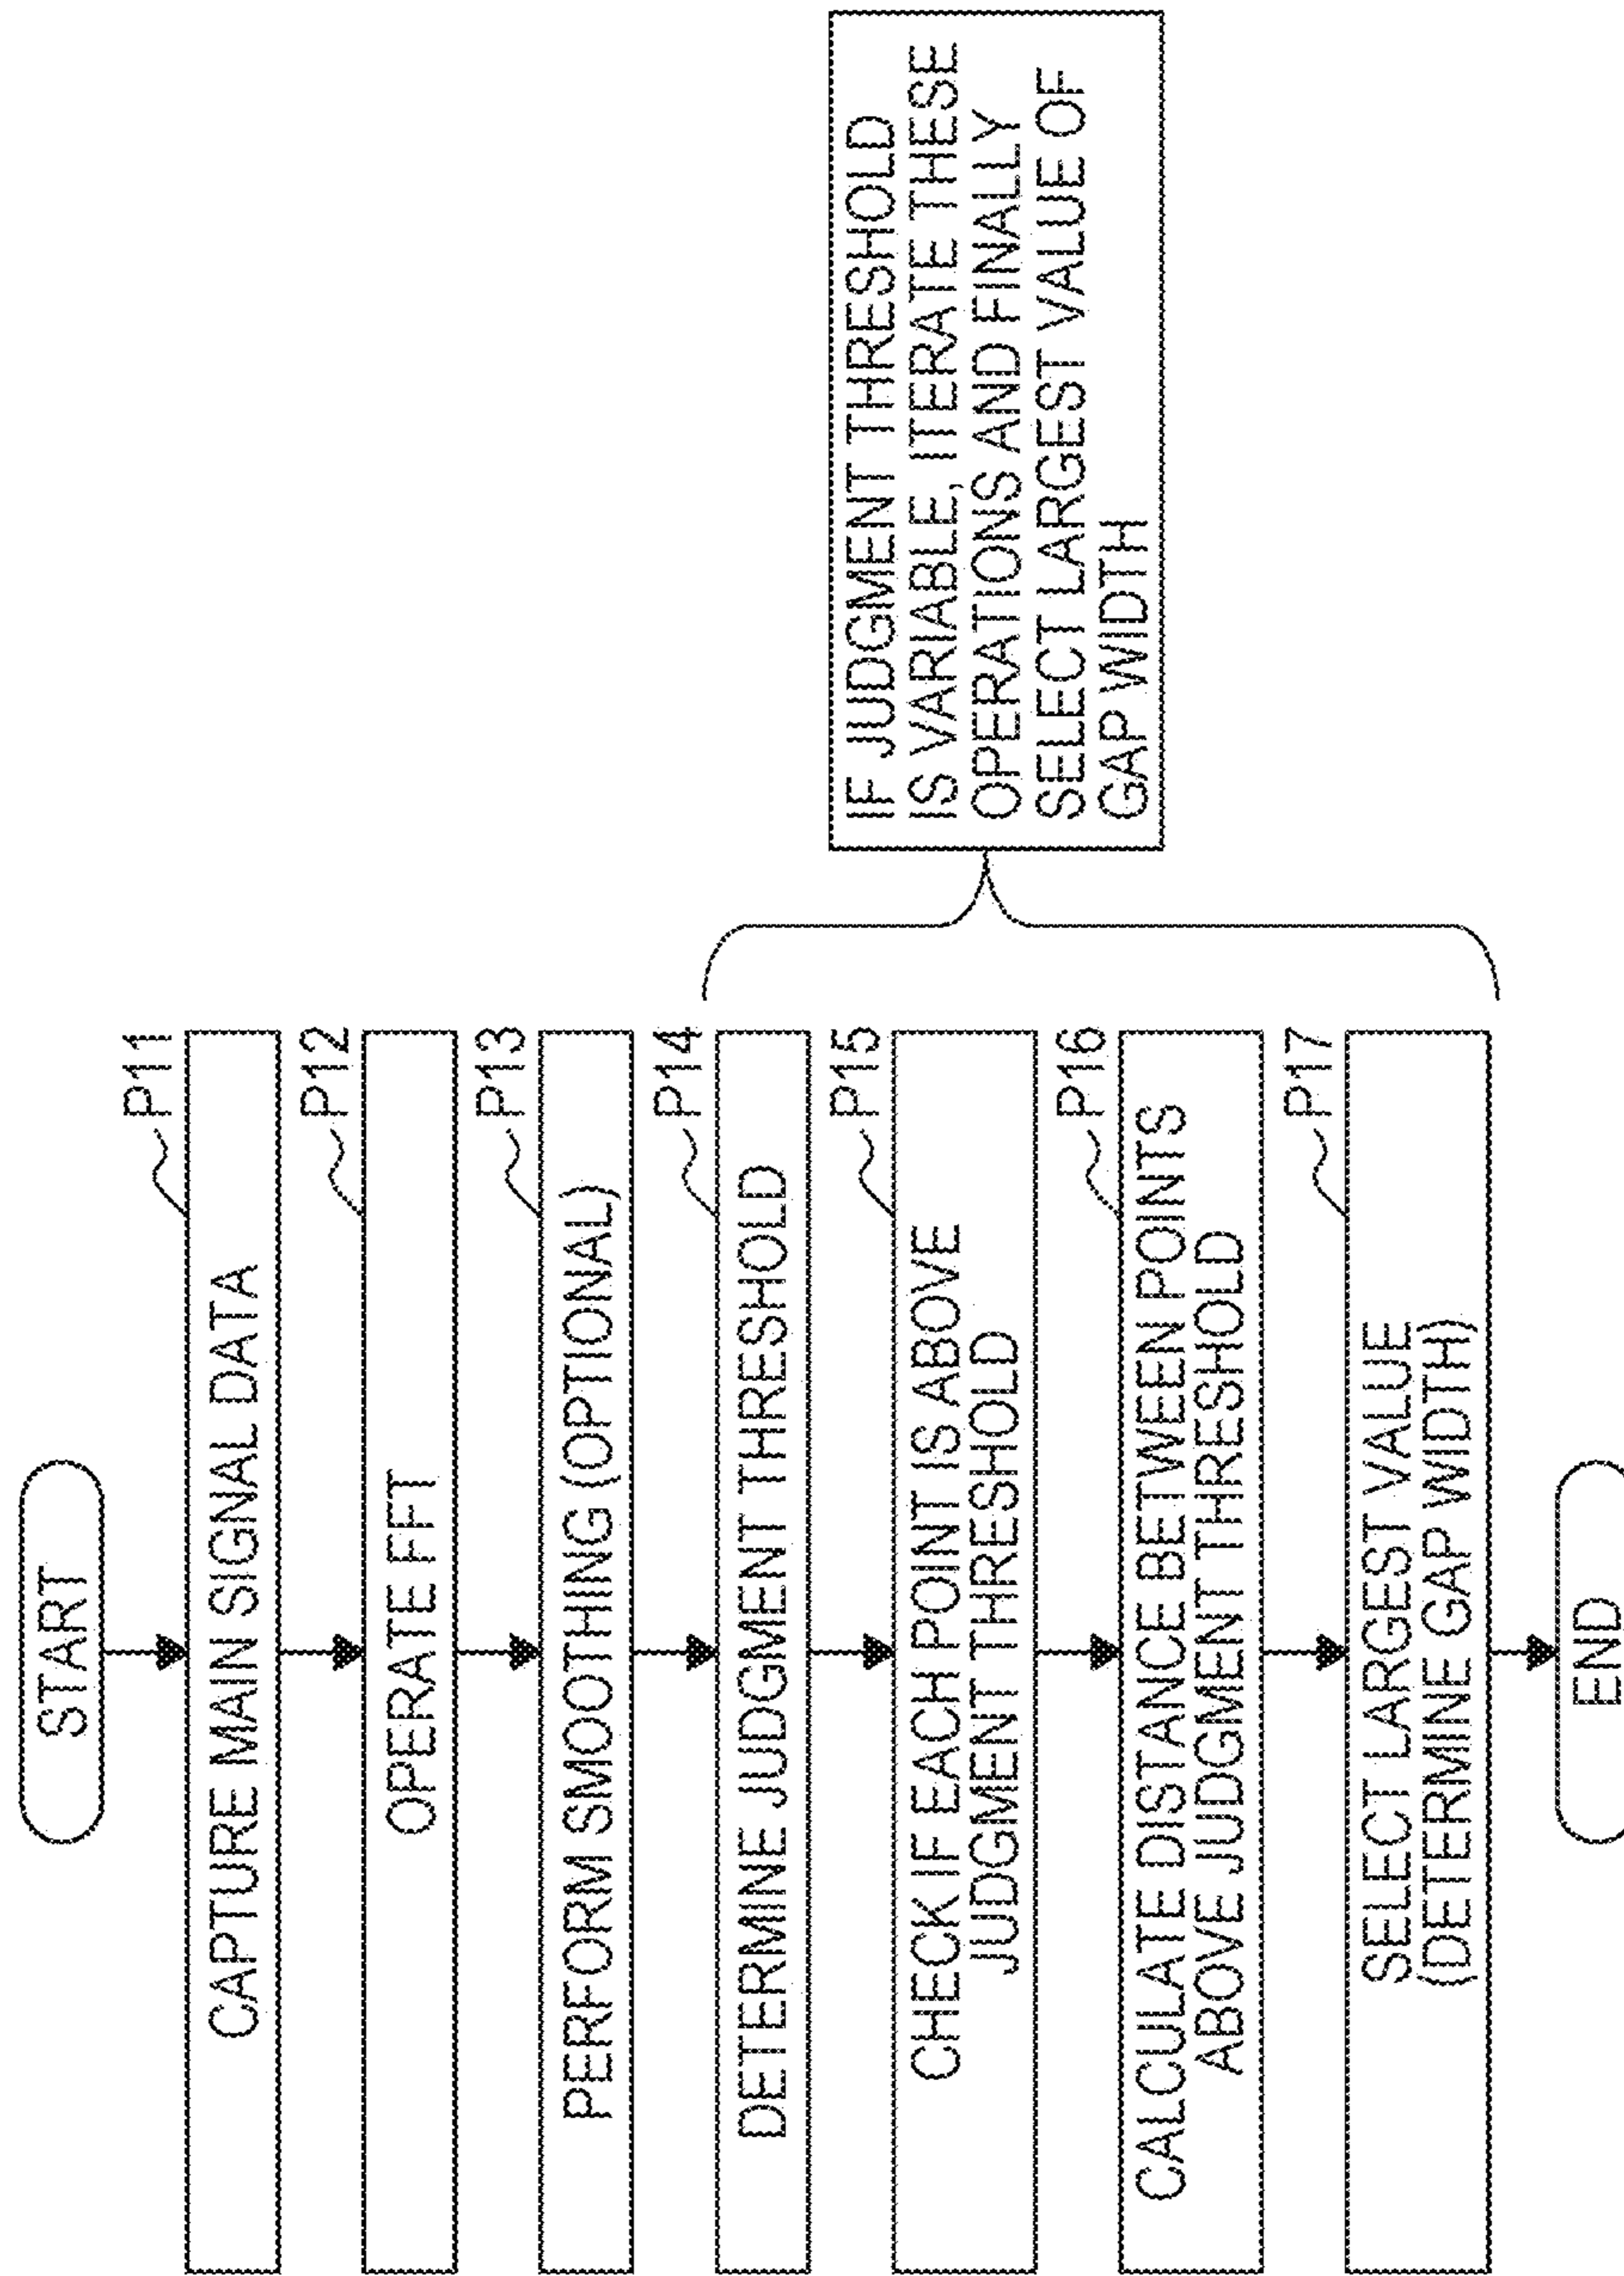 START
P11
CAPTURE MAIN SIGNAL DATA
P12
OPERATE FFT
P13
PERFORM SMOOTHING (OPTIONAL)
P14
DETERMINE JUDGMENT THRESHOLD
P15
CHECK IF EACH POINT IS ABOVE
JUDGMENT THRESHOLD
P16
CALCULATE DISTANCE BETWEEN POINTS
ABOVE JUDGMENT THRESHOLD
P17
SELECT LARGEST VALUE
(DETERMINE GAP WIDTH)
END
IF JUDGMENT THRESHOLD
IS VARIABLE, ITERATE THESE
OPERATIONS AND FINALLY
SELECT LARGEST VALUE OF
GAP WIDTH